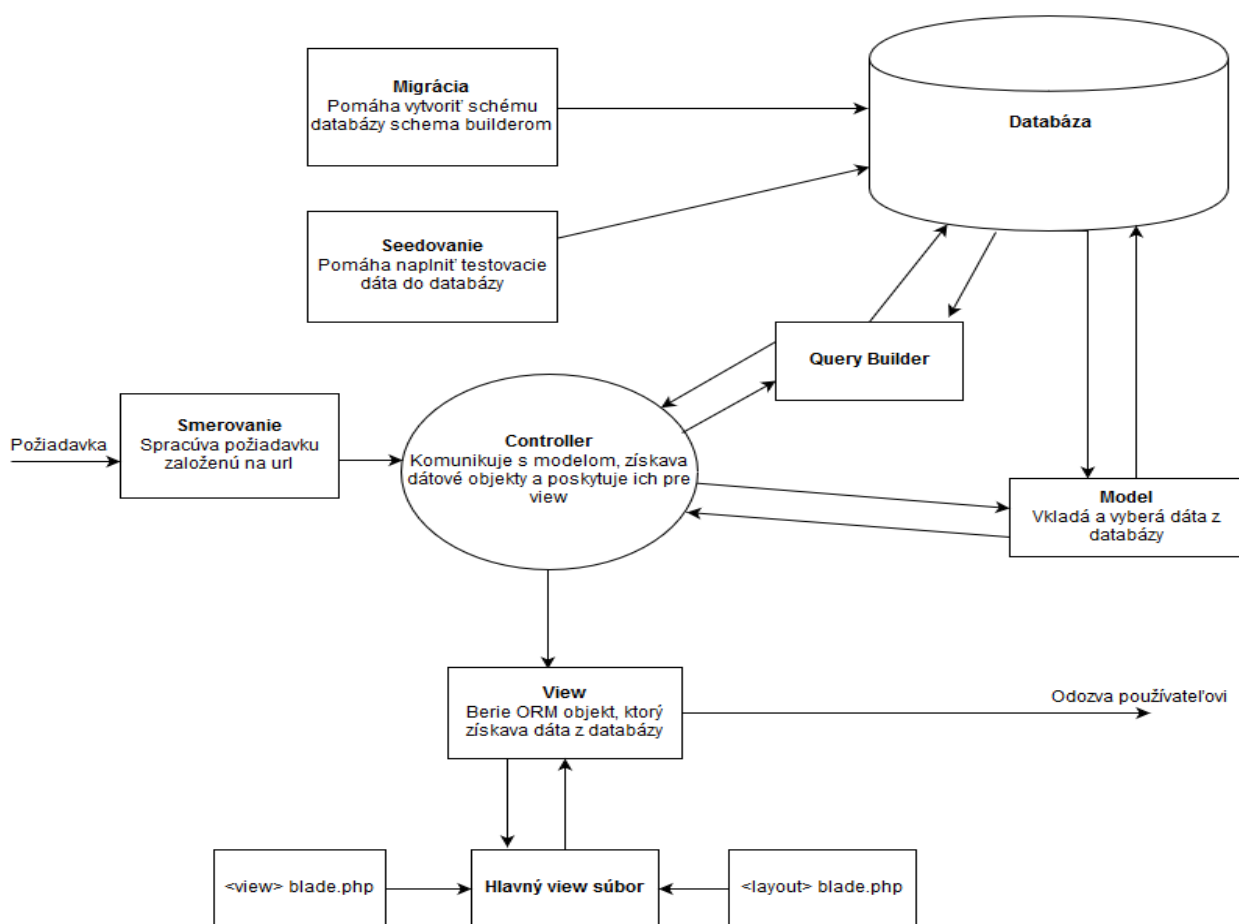 Migrácia
Pomáha vytvoriť schému
databázy schema builderom
Databáza
Seedovanie
Pomáha naplniť testovacie
dáta do databázy
Query Builder
Požiadavka
Smerovanie
Spracúva požiadavku
založenú na url
Controller
Komunikuje s modelom, získava
dátové objekty a poskytuje ich pre
view
Model
Vkladá a vyberá dáta z
databázy
View
Berie ORM objekt, ktorý
získava dáta z databázy
Odozva používateľovi
<view> blade.php
Hlavný view súbor
<layout> blade.php